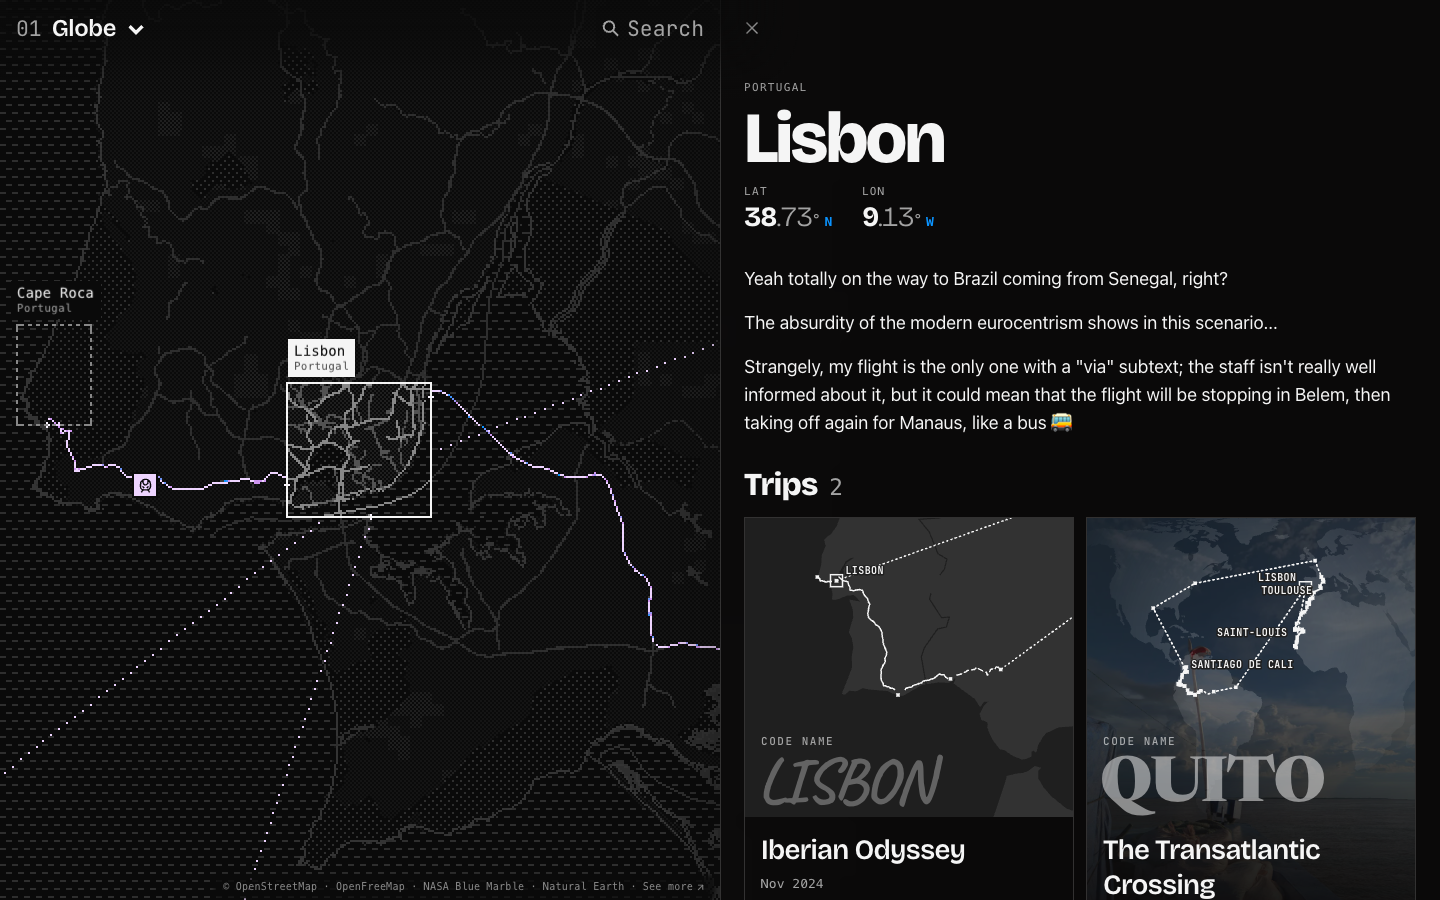 01 Globe
Search
Cape Roca
Portugal
Lisbon
Portugal
© OpenStreetMap · OpenFreeMap · NASA Blue Marble · Natural Earth · See more ↗
PORTUGAL
Lisbon
LAT
LON
38.73° N
9.13° W
Yeah totally on the way to Brazil coming from Senegal, right?
The absurdity of the modern eurocentrism shows in this scenario...
Strangely, my flight is the only one with a "via" subtext; the staff isn't really well
informed about it, but it could mean that the flight will be stopping in Belem, then
taking off again for Manaus, like a bus 🚌
Trips 2
LISBON
CODE NAME
LISBON
Iberian Odyssey
Nov 2024
LISBON
TOULOUSE
SAINT-LOUIS
SANTIAGO DE CALI
CODE NAME
QUITO
The Transatlantic
Crossing